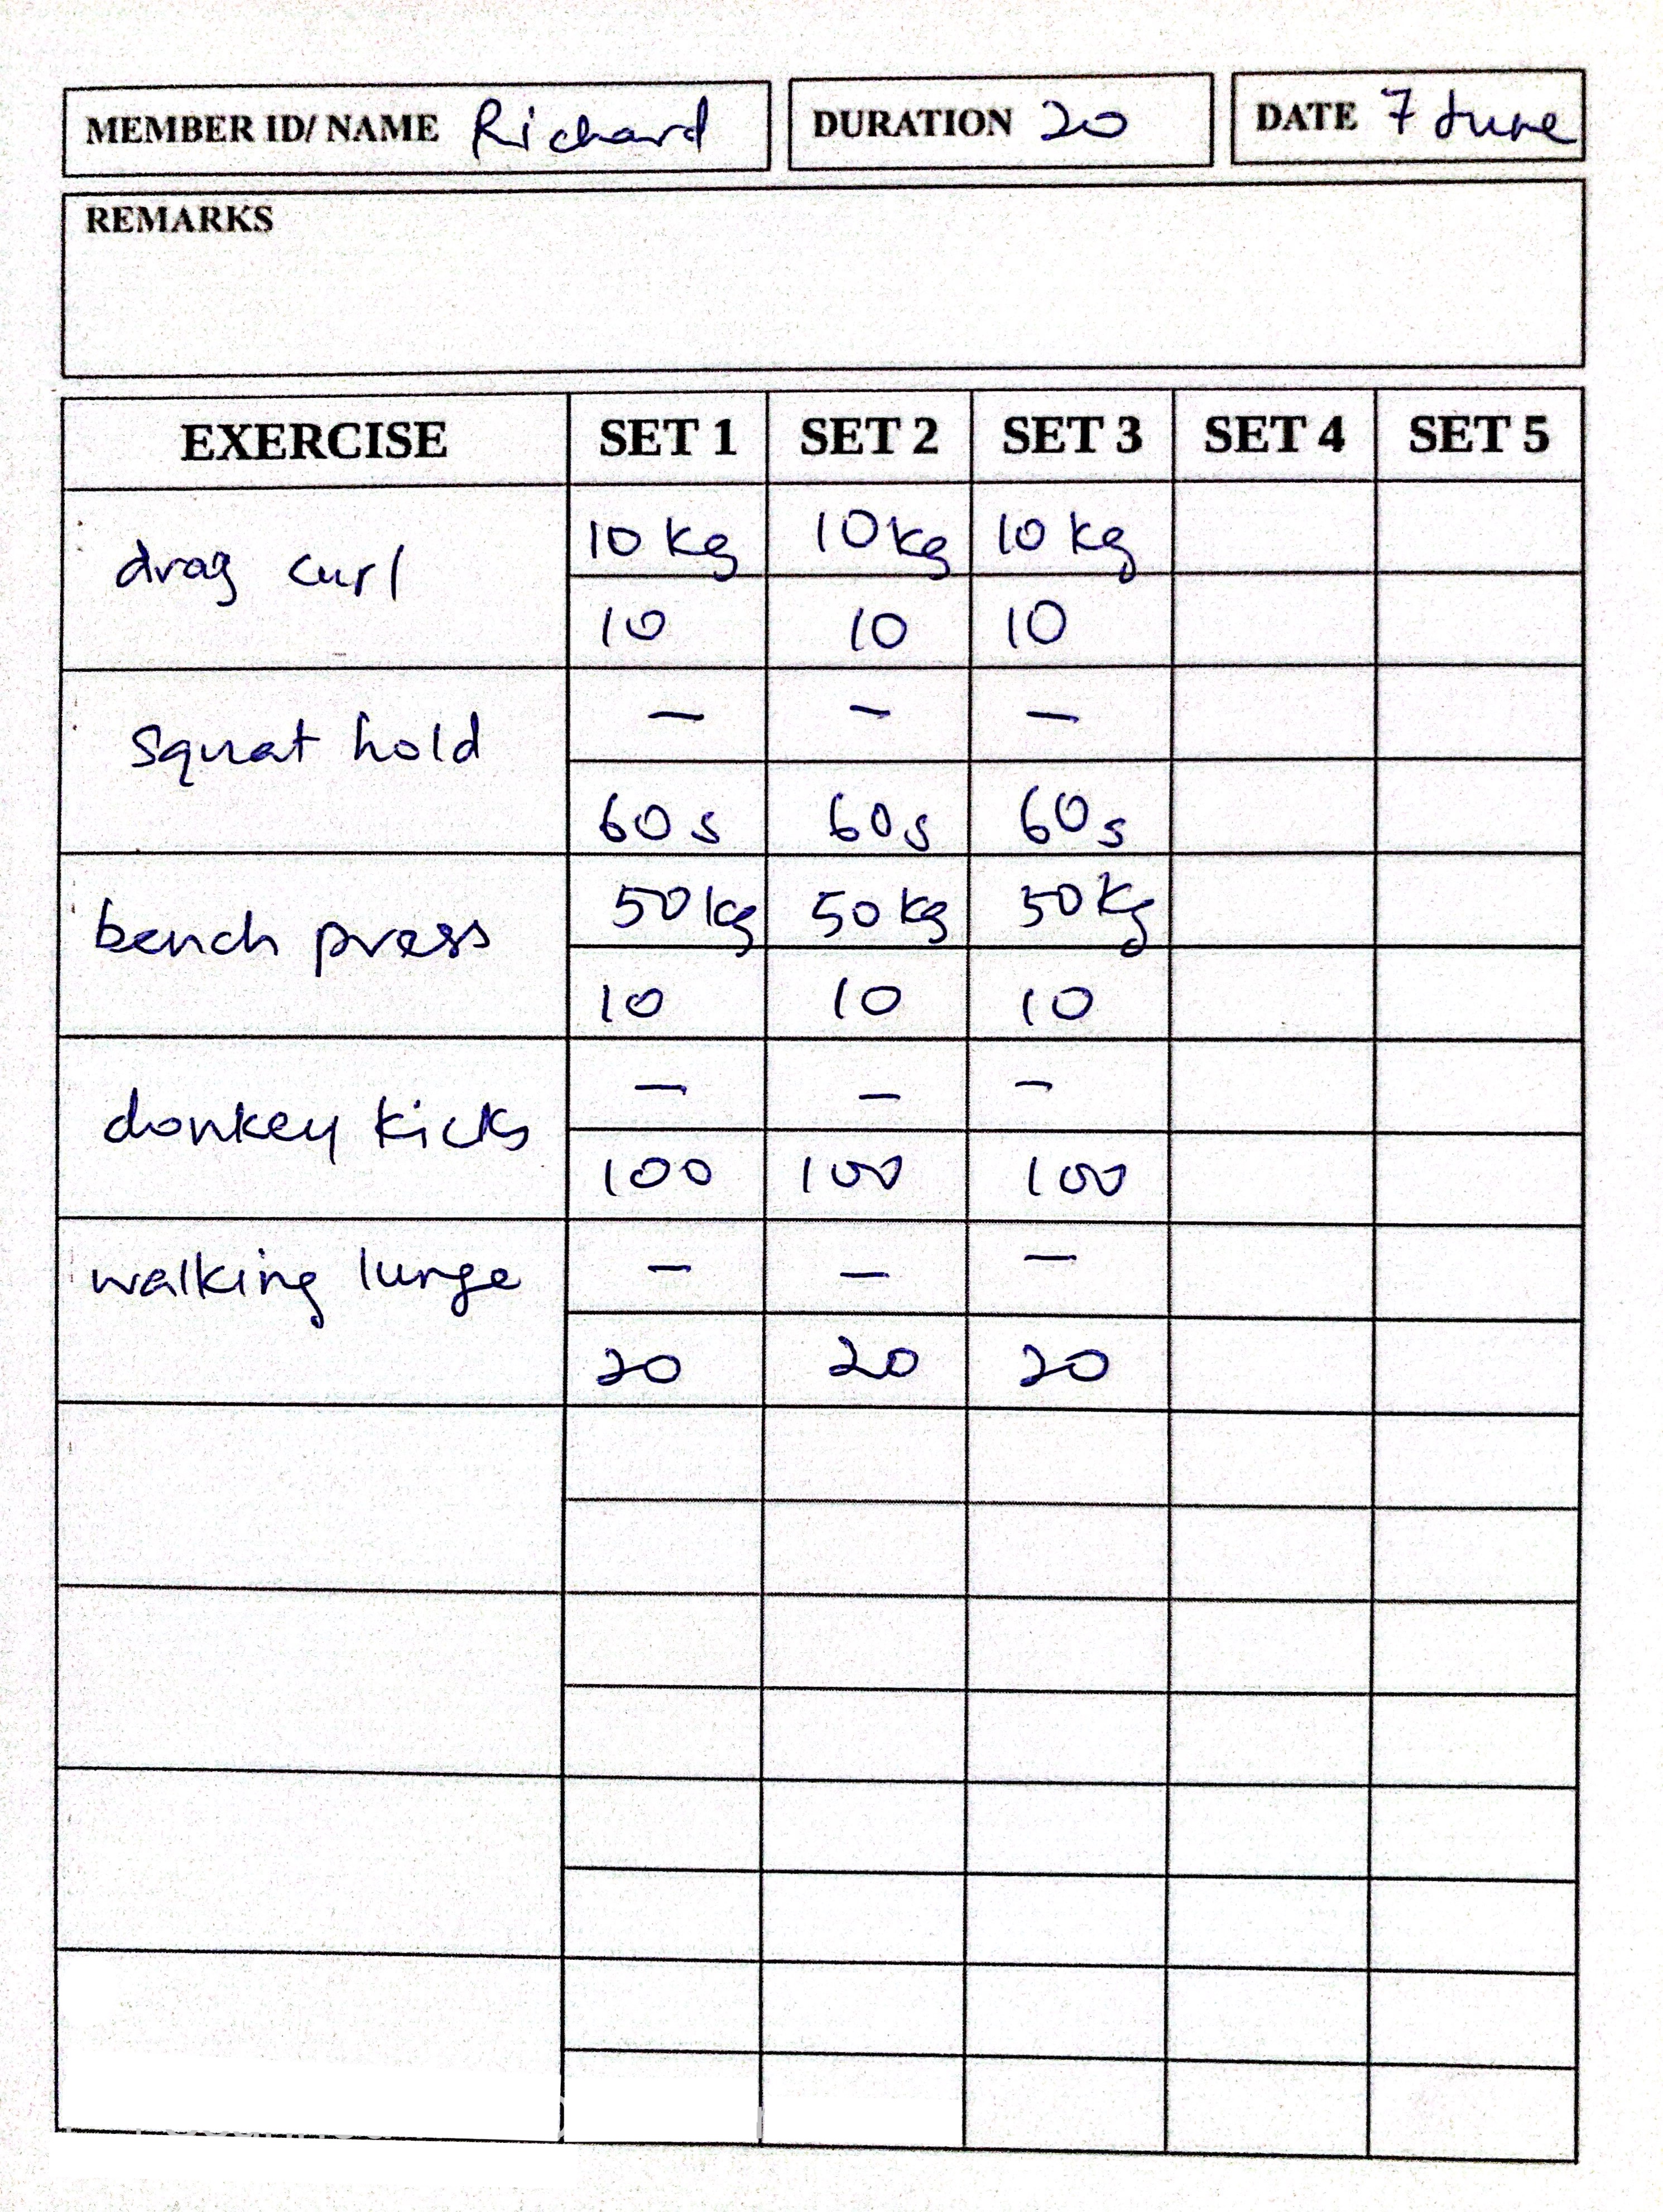 MEMBER ID/ NAME Richard DURATION 20 DATE 7 June
REMARKS
EXERCISE SET 1 SET 2 SET 3 SET 4 SET 5
drag curl 10 kg 10 kg 10 kg
10 10 10
squat hold — — —
60 s 60 s 60 s
bench press 50 kg 50 kg 50 kg
10 10 10
donkey kicks — — —
100 100 100
walking lunge — — —
20 20 20